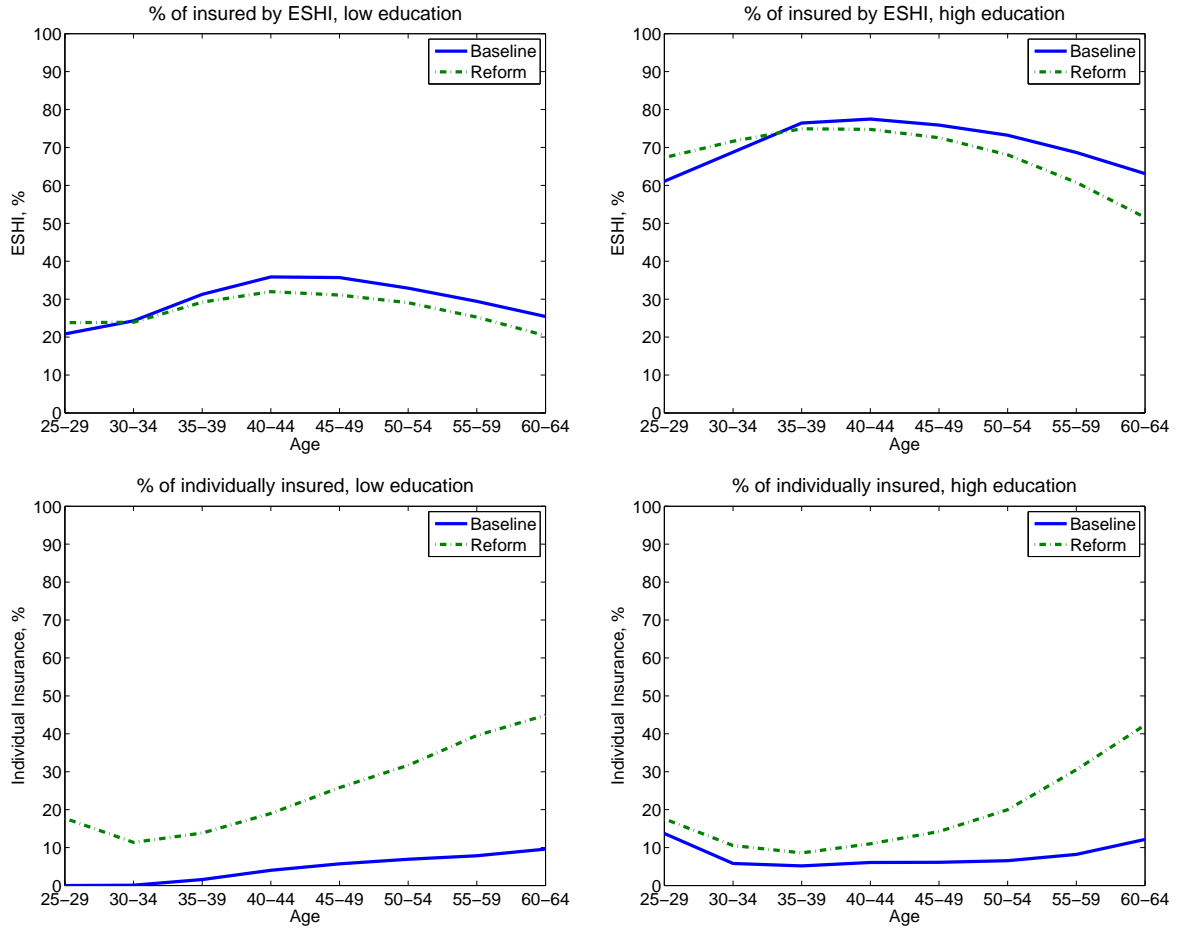 % of insured by ESHI, low education
100
90
80
70
60
50
40
30
20
10
0
ESHI, %
Baseline
Reform
25–29 30–34 35–39 40–44 45–49 50–54 55–59 60–64
Age
% of insured by ESHI, high education
100
90
80
70
60
50
40
30
20
10
0
ESHI, %
Baseline
Reform
25–29 30–34 35–39 40–44 45–49 50–54 55–59 60–64
Age
% of individually insured, low education
100
90
80
70
60
50
40
30
20
10
0
Individual Insurance, %
Baseline
Reform
25–29 30–34 35–39 40–44 45–49 50–54 55–59 60–64
Age
% of individually insured, high education
100
90
80
70
60
50
40
30
20
10
0
Individual Insurance, %
Baseline
Reform
25–29 30–34 35–39 40–44 45–49 50–54 55–59 60–64
Age